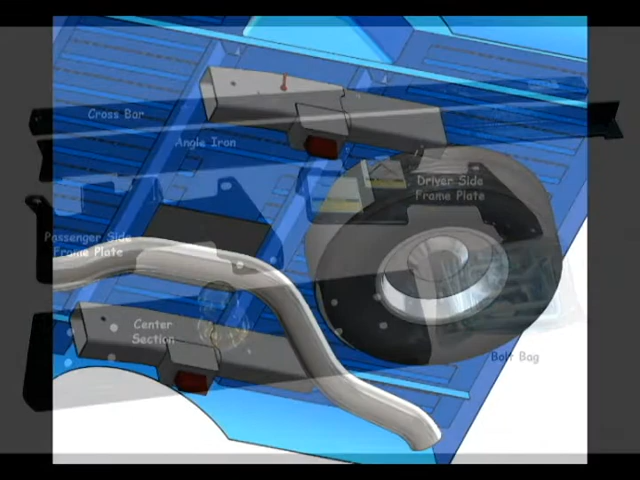 Cross Bar
Angle Iron
Driver Side
Frame Plate
Passenger Side
Frame Plate
Center
Section
Bolt Bag